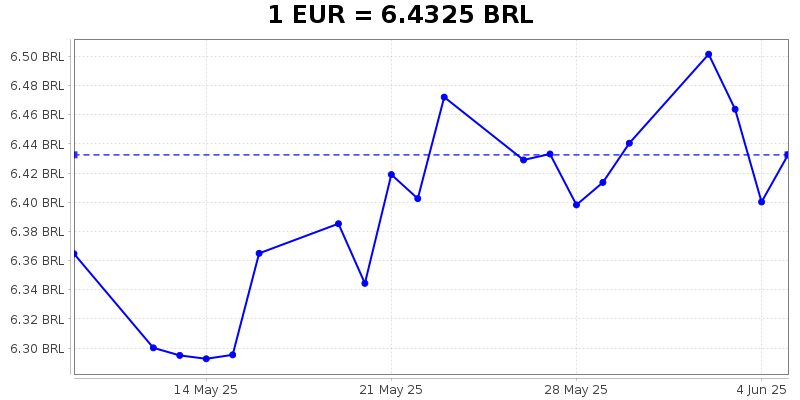 1 EUR = 6.4325 BRL
6.50 BRL
6.48 BRL
6.46 BRL
6.44 BRL
6.42 BRL
6.40 BRL
6.38 BRL
6.36 BRL
6.34 BRL
6.32 BRL
6.30 BRL
14 May 25 21 May 25 28 May 25 4 Jun 25